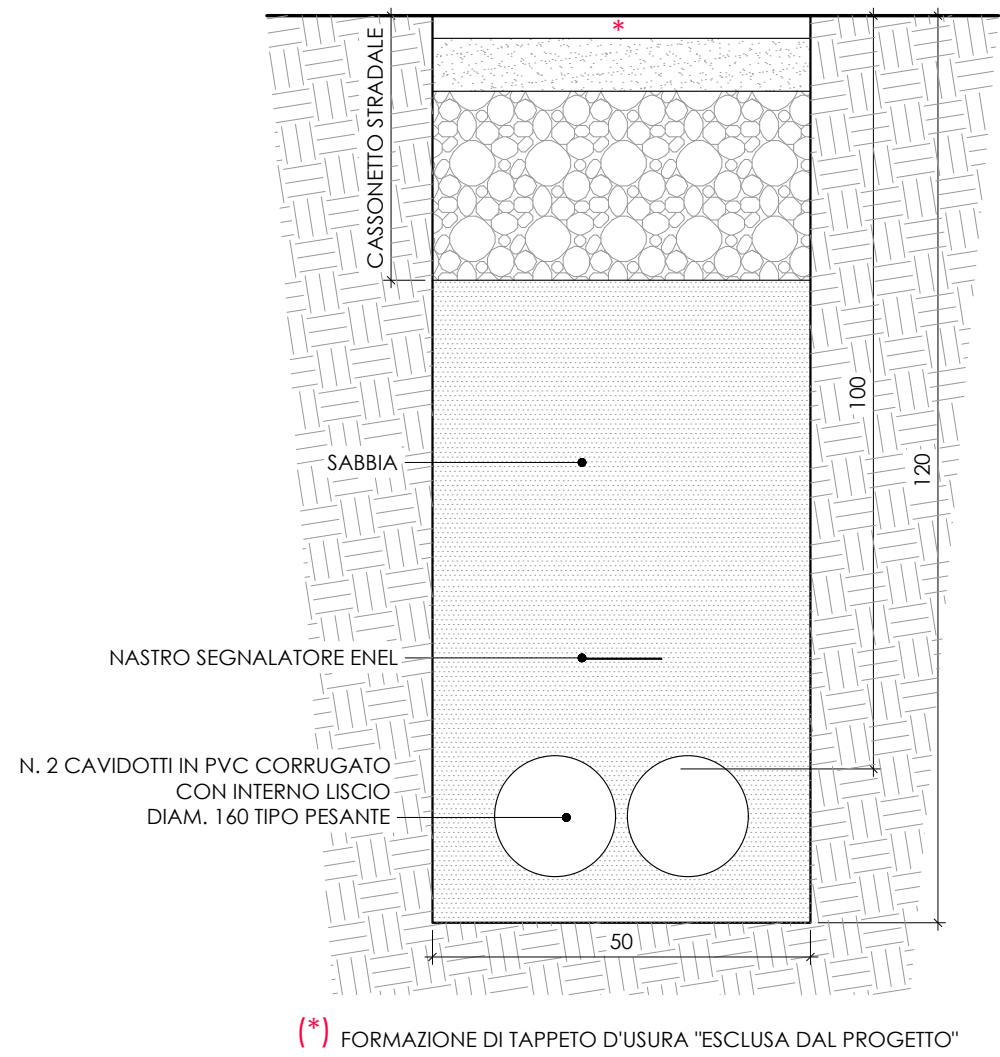 *
CASSONETTO STRADALE
100
120
SABBIA
NASTRO SEGNALATORE ENEL
N. 2 CAVIDOTTI IN PVC CORRUGATO
CON INTERNO LISCIO
DIAM. 160 TIPO PESANTE
50
(*) FORMAZIONE DI TAPPETO D'USURA "ESCLUSA DAL PROGETTO"